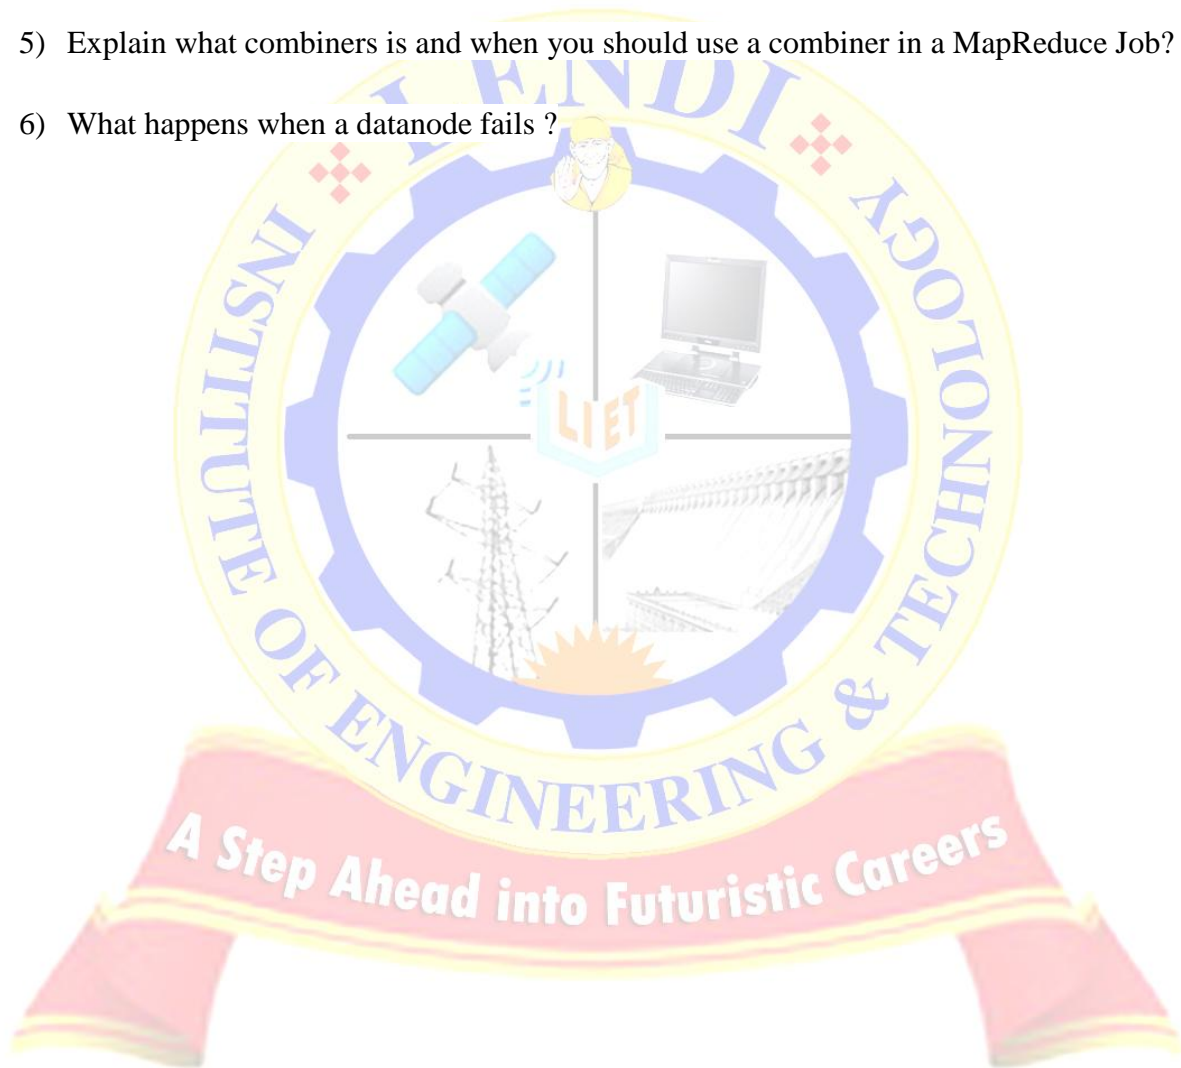 5) Explain what combiners is and when you should use a combiner in a MapReduce Job?
6) What happens when a datanode fails ?
LENDI
INSTITUTE OF ENGINEERING & TECHNOLOGY
LIET
A Step Ahead into Futuristic Careers